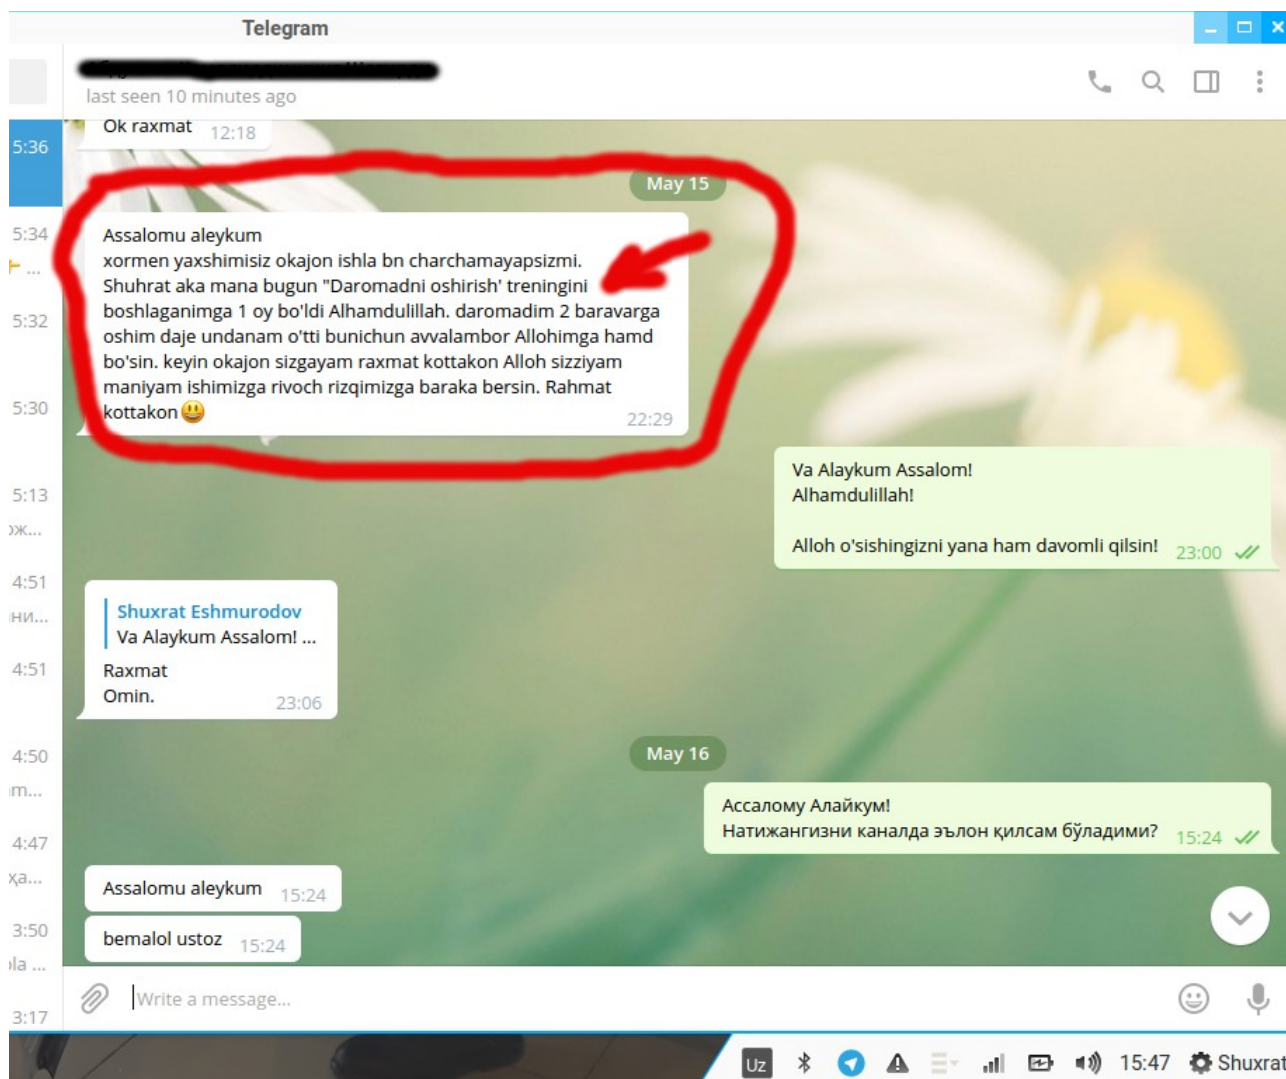 Telegram
last seen 10 minutes ago
Ok raxmat 12:18
5:36
May 15
5:34
Assalomu aleykum
xormen yaxshimisiz okajon ishla bn charchamayapsizmi.
Shuhrat aka mana bugun "Daromadni oshirish' treningini
boshlaganimga 1 oy bo'ldi Alhamdulillah. daromadim 2 baravarga
oshim daje undanam o'tti bunichun avvalambor Allohimga hamd
bo'sin. keyin okajon sizgayam raxmat kottakon Alloh sizziyam
maniyam ishimizga rivoch rizqimizga baraka bersin. Rahmat
kottakon😃 22:29
...
5:32
5:30
Va Alaykum Assalom!
Alhamdulillah!
Alloh o'sishingizni yana ham davomli qilsin! 23:00
5:13
ож...
4:51
ни...
Shuxrat Eshmurodov
Va Alaykum Assalom! ...
Raxmat
Omin. 23:06
4:51
May 16
4:50
m...
Ассалому Алайкум!
Натижангизни каналда эълон қилсам бўладими? 15:24
4:47
ҳа...
Assalomu aleykum 15:24
bemalol ustoz 15:24
3:50
la ...
Write a message...
3:17
Uz 15:47 Shuxrat